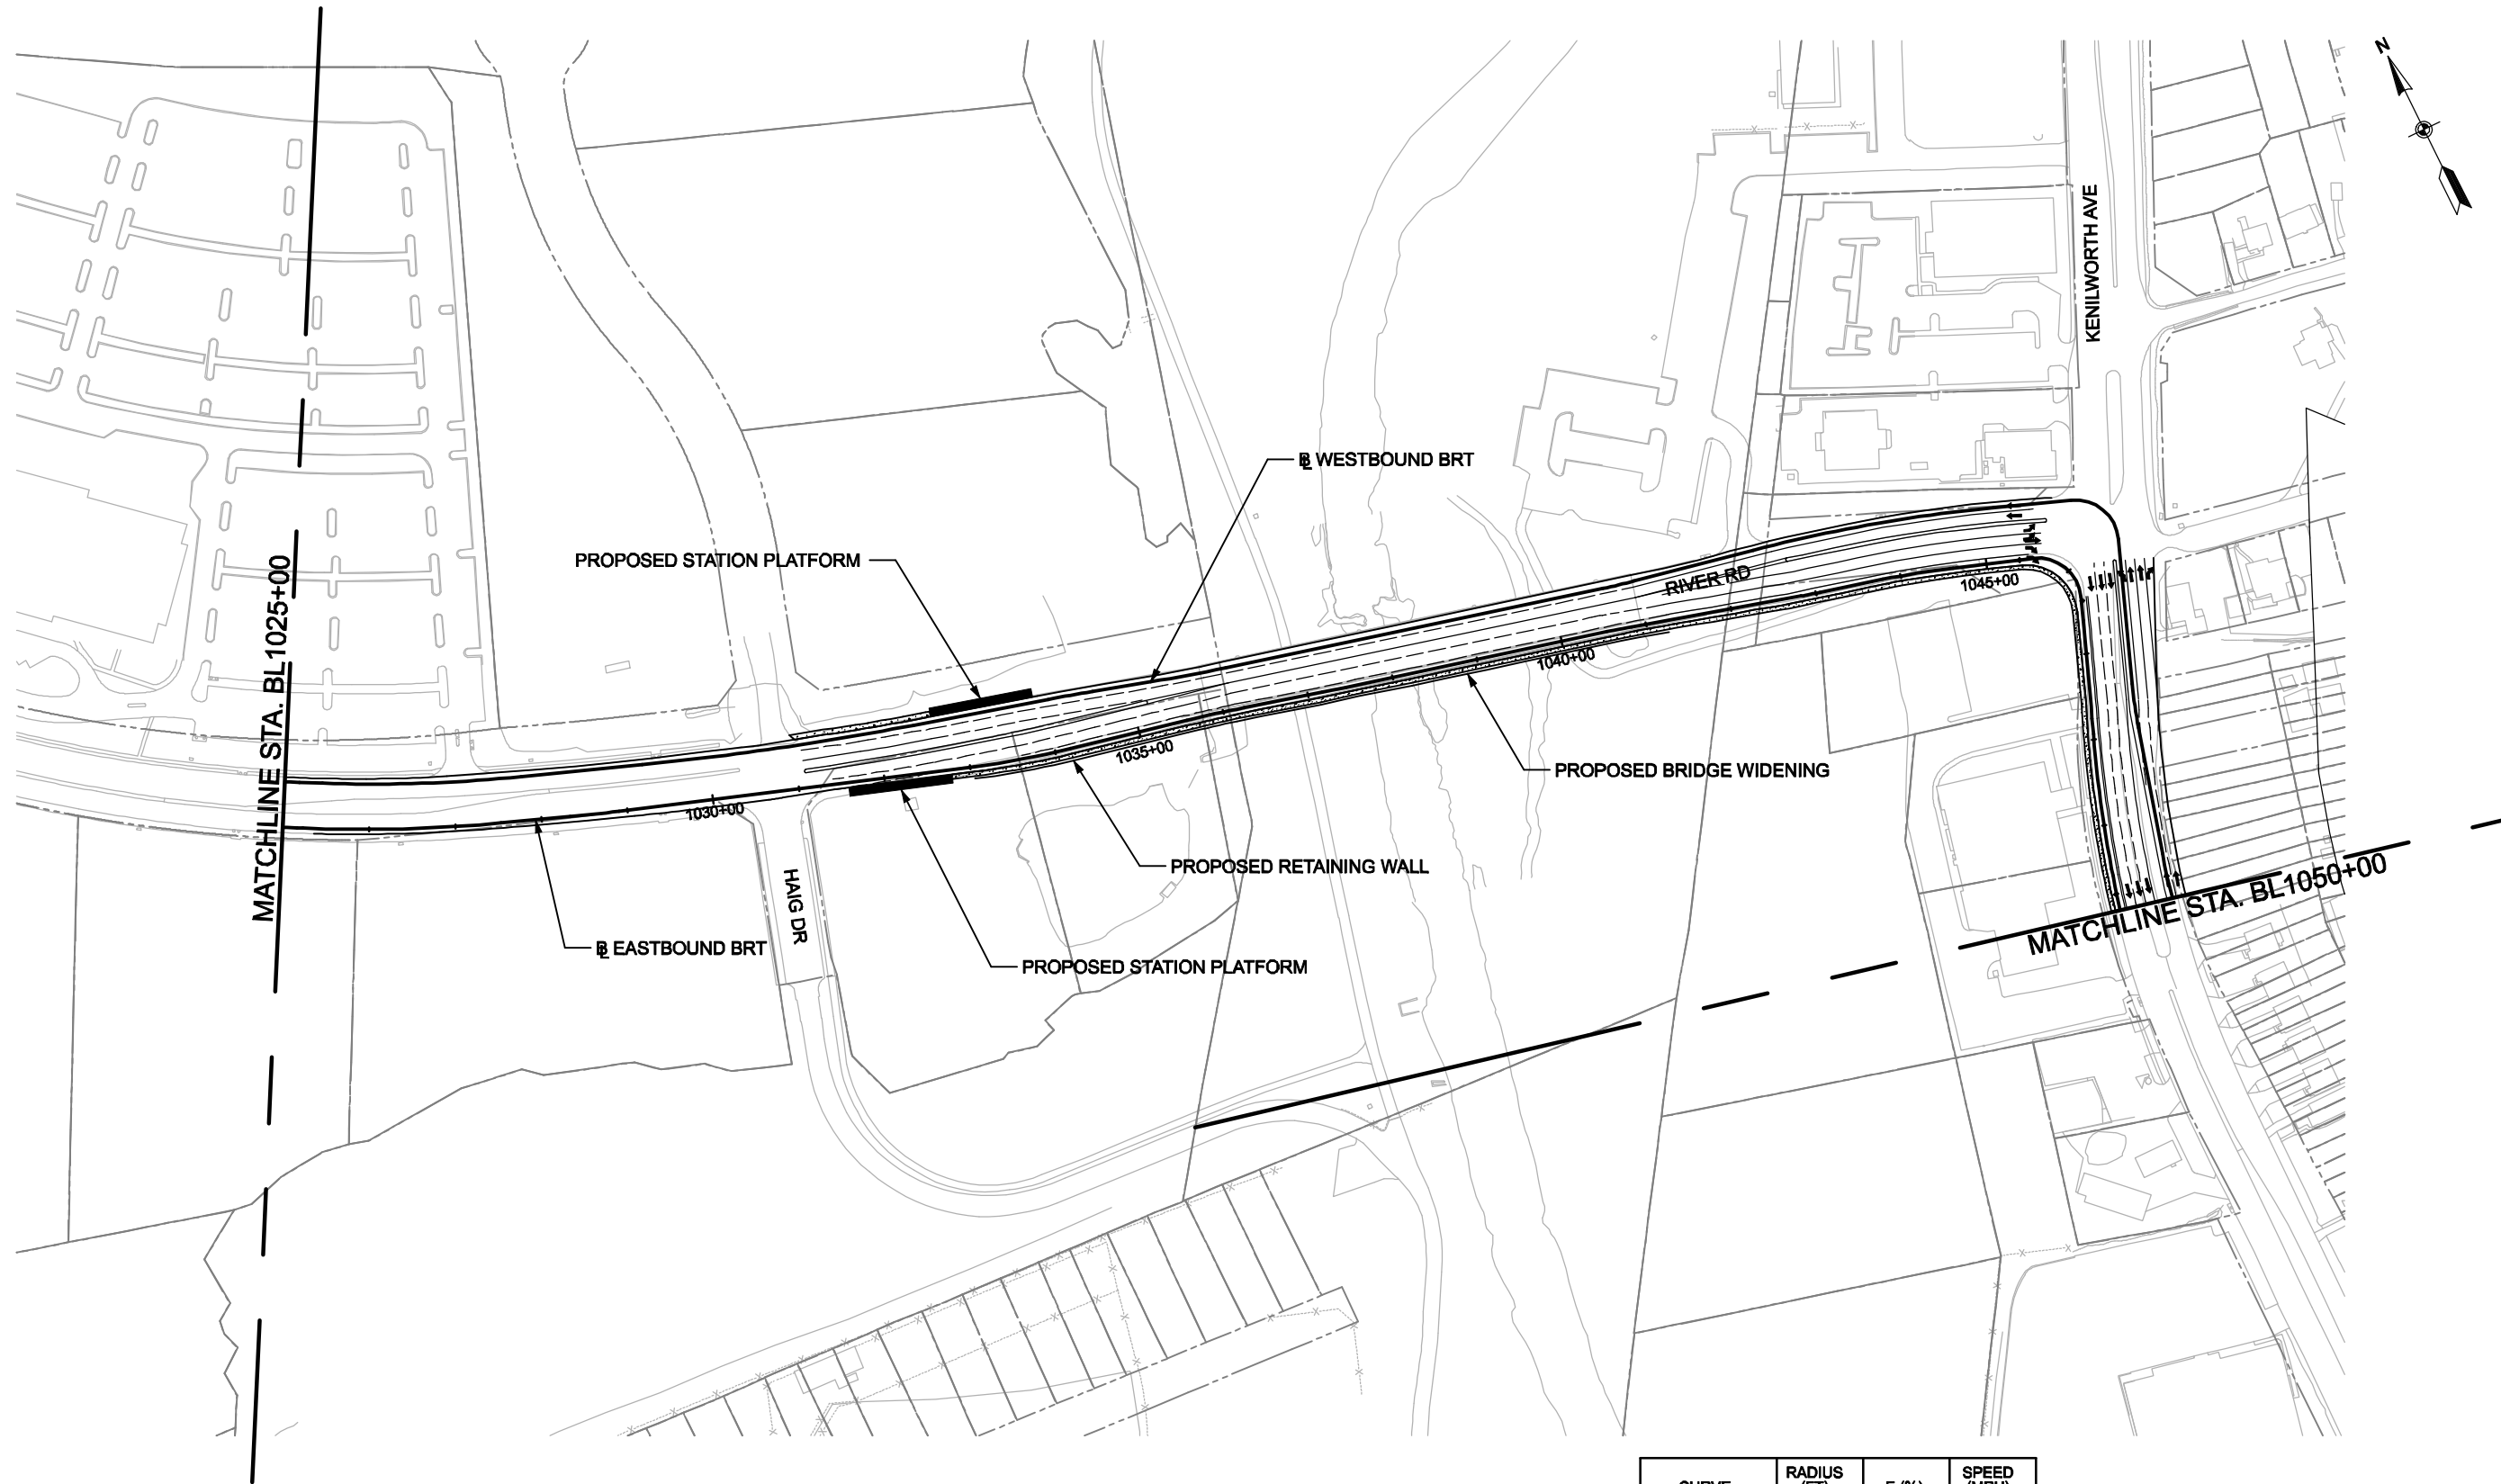 N
KENILWORTH AVE
℄ WESTBOUND BRT
PROPOSED STATION PLATFORM
MATCHLINE STA. BL1025+00
RIVER RD
1045+00
1040+00
1035+00
PROPOSED BRIDGE WIDENING
1030+00
PROPOSED RETAINING WALL
HAIG DR
MATCHLINE STA. BL1050+00
℄ EASTBOUND BRT
PROPOSED STATION PLATFORM
RADIUS
SPEED